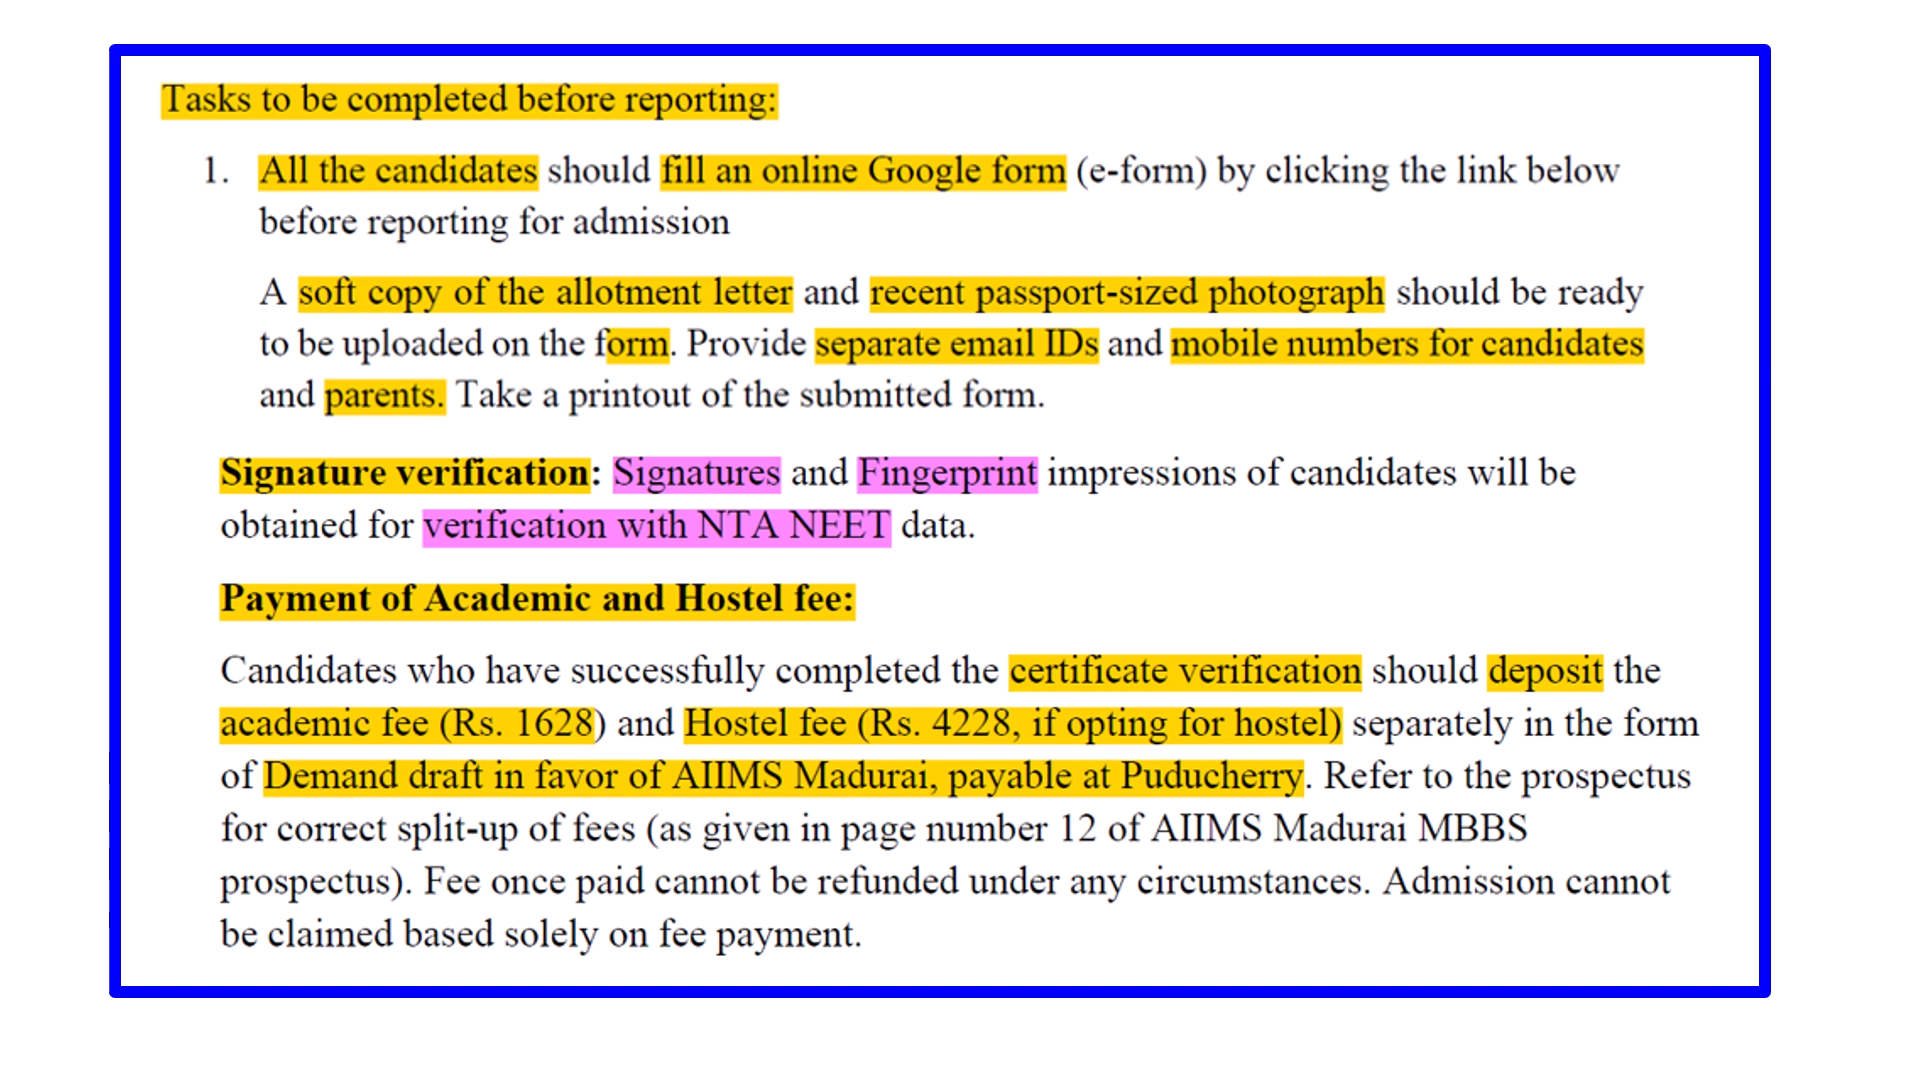 Tasks to be completed before reporting:
1. All the candidates should fill an online Google form (e-form) by clicking the link below
before reporting for admission
A soft copy of the allotment letter and recent passport-sized photograph should be ready
to be uploaded on the form. Provide separate email IDs and mobile numbers for candidates
and parents. Take a printout of the submitted form.
Signature verification: Signatures and Fingerprint impressions of candidates will be
obtained for verification with NTA NEET data.
Payment of Academic and Hostel fee:
Candidates who have successfully completed the certificate verification should deposit the
academic fee (Rs. 1628) and Hostel fee (Rs. 4228, if opting for hostel) separately in the form
of Demand draft in favor of AIIMS Madurai, payable at Puducherry. Refer to the prospectus
for correct split-up of fees (as given in page number 12 of AIIMS Madurai MBBS
prospectus). Fee once paid cannot be refunded under any circumstances. Admission cannot
be claimed based solely on fee payment.